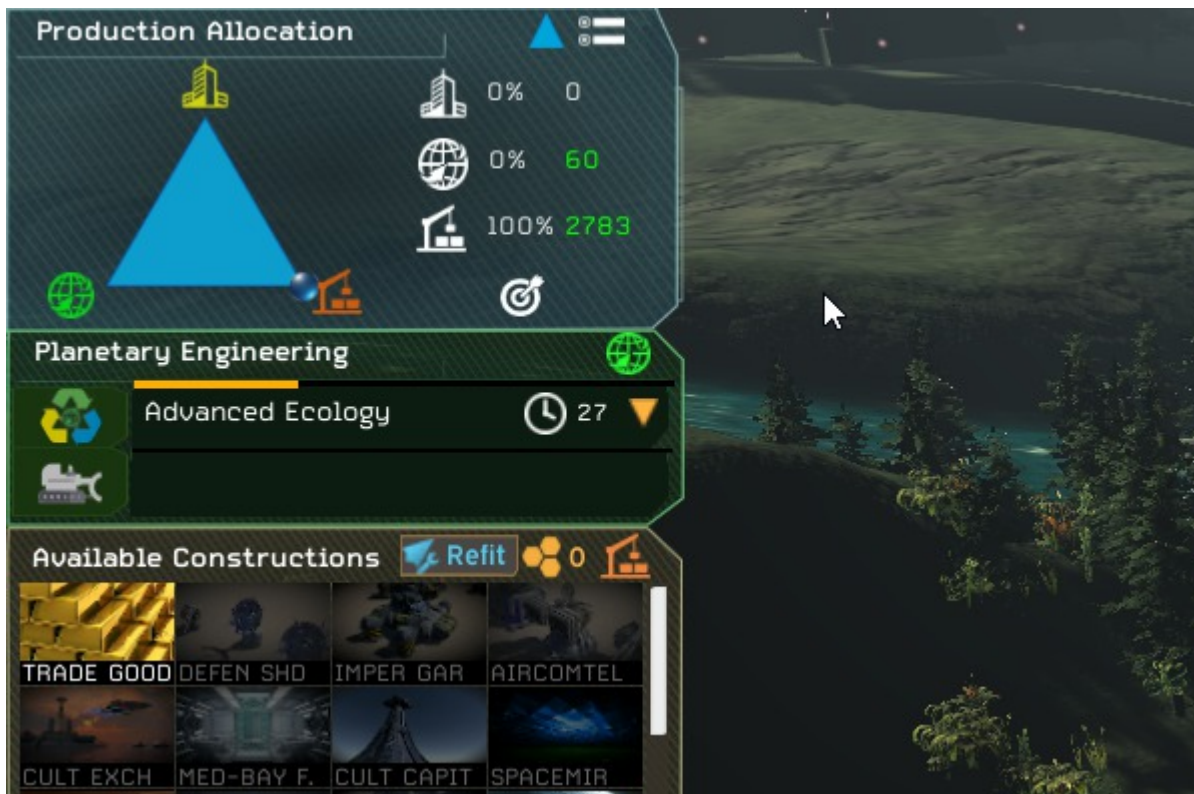 Production Allocation
0% 0
0% 60
100% 2783
Planetary Engineering
Advanced Ecology 27
Available Constructions Refit 0
TRADE GOOD DEFEN SHD IMPER GAR AIRCOMTEL
CULT EXCH MED-BAY F. CULT CAPIT SPACEMIR